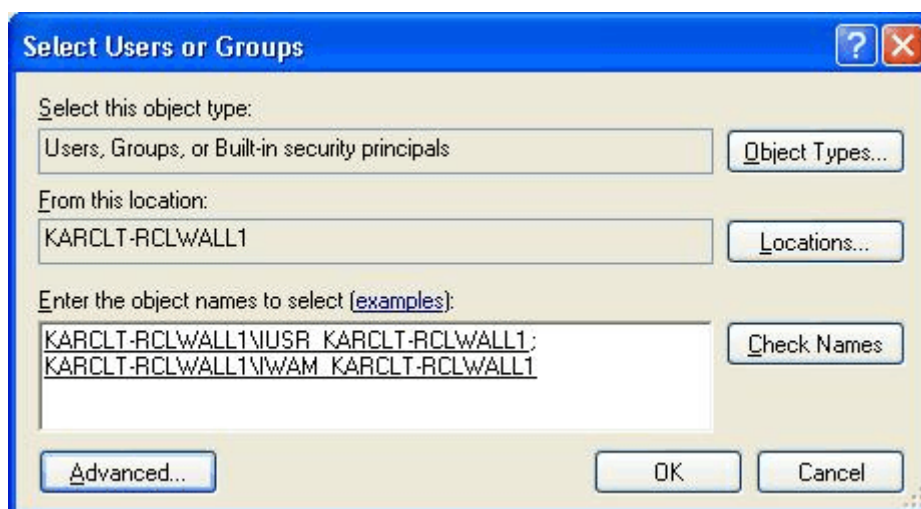 Select Users or Groups
Select this object type:
Users, Groups, or Built-in security principals
Object Types...
From this location:
KARCLT-RCLWALL1
Locations...
Enter the object names to select (examples):
KARCLT-RCLWALL1\IUSR_KARCLT-RCLWALL1;
KARCLT-RCLWALL1\IWAM_KARCLT-RCLWALL1
Check Names
Advanced...
OK
Cancel